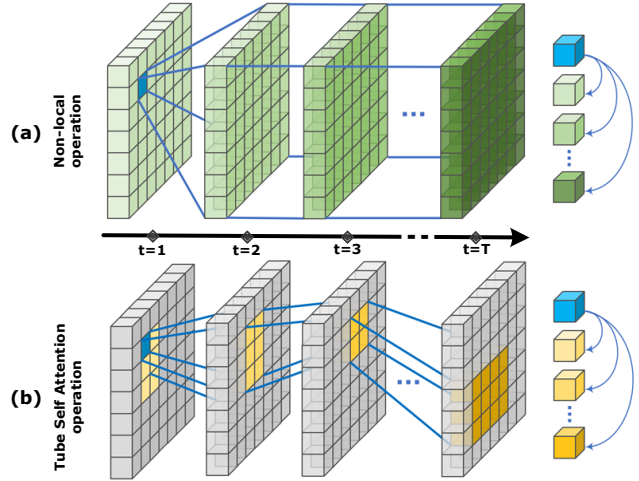 (a)
Non-local
operation
...
t=1 t=2 t=3 t=T
(b)
Tube Self Attention
operation
...